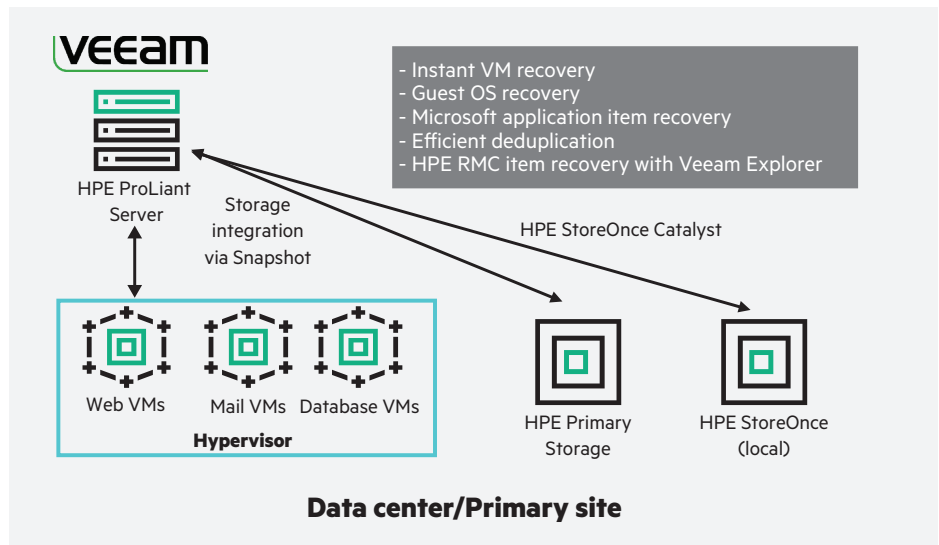 veeam
- Instant VM recovery
- Guest OS recovery
- Microsoft application item recovery
- Efficient deduplication
- HPE RMC item recovery with Veeam Explorer
HPE ProLiant
Server
Storage
integration
via Snapshot
HPE StoreOnce Catalyst
Web VMs
Mail VMs
Database VMs
Hypervisor
HPE Primary
Storage
HPE StoreOnce
(local)
Data center/Primary site